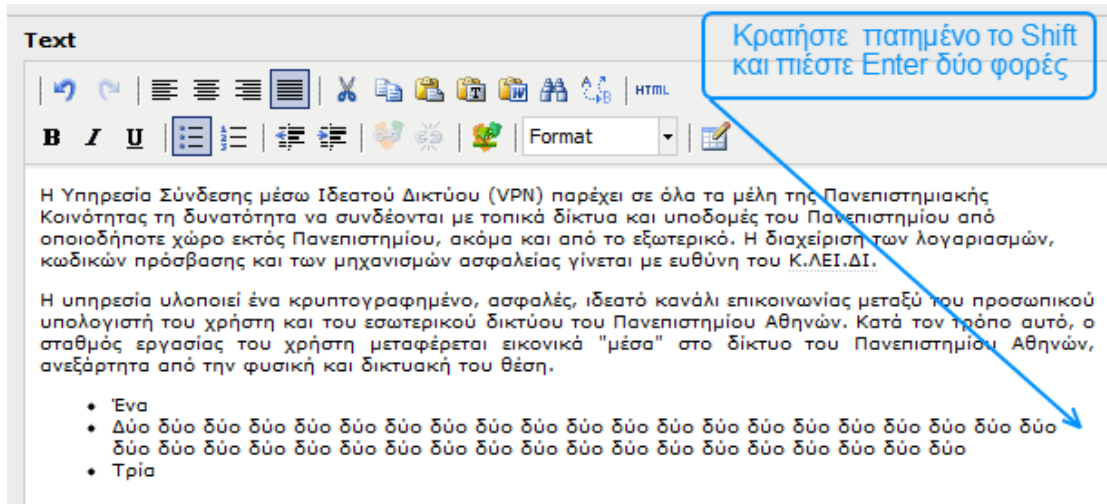 Κρατήστε πατημένο το Shift
και πιέστε Enter δύο φορές
Text
HTML
B I U Format
Η Υπηρεσία Σύνδεσης μέσω Ιδεατού Δικτύου (VPN) παρέχει σε όλα τα μέλη της Πανεπιστημιακής
Κοινότητας τη δυνατότητα να συνδέονται με τοπικά δίκτυα και υποδομές του Πανεπιστημίου από
οποιοδήποτε χώρο εκτός Πανεπιστημίου, ακόμα και από το εξωτερικό. Η διαχείριση των λογαριασμών,
κωδικών πρόσβασης και των μηχανισμών ασφαλείας γίνεται με ευθύνη του Κ.ΛΕΙ.ΔΙ.
Η υπηρεσία υλοποιεί ένα κρυπτογραφημένο, ασφαλές, ιδεατό κανάλι επικοινωνίας μεταξύ του προσωπικού
υπολογιστή του χρήστη και του εσωτερικού δικτύου του Πανεπιστημίου Αθηνών. Κατά τον τρόπο αυτό, ο
σταθμός εργασίας του χρήστη μεταφέρεται εικονικά "μέσα" στο δίκτυο του Πανεπιστημίου Αθηνών,
ανεξάρτητα από την φυσική και δικτυακή του θέση.
• Ένα
• Δύο δύο δύο δύο δύο δύο δύο δύο δύο δύο δύο δύο δύο δύο δύο δύο δύο δύο δύο δύο δύο
δύο δύο δύο δύο δύο δύο δύο δύο δύο δύο δύο δύο δύο δύο δύο δύο δύο δύο δύο
• Τρία